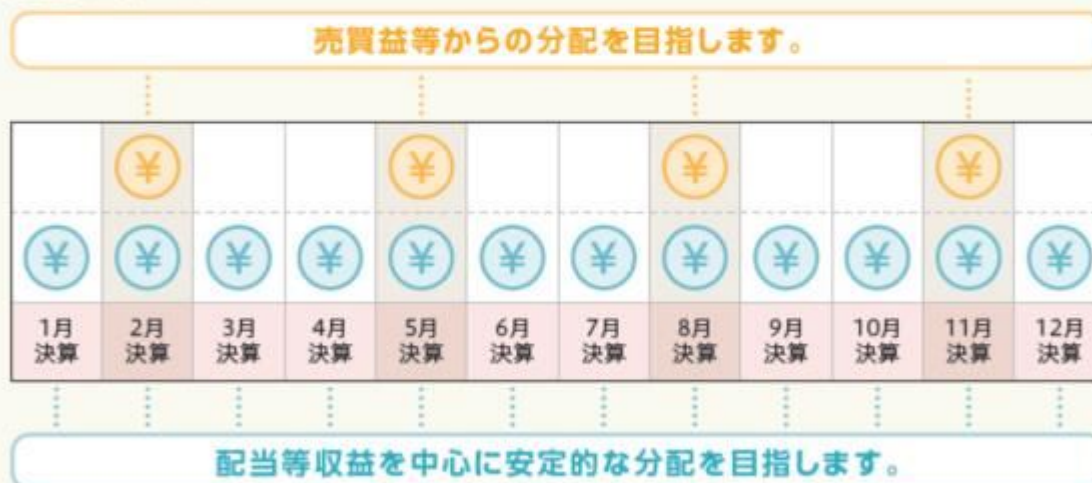 売買益等からの分配を目指します。
¥ ¥ ¥ ¥
¥ ¥ ¥ ¥ ¥ ¥ ¥ ¥ ¥ ¥ ¥ ¥
1月 2月 3月 4月 5月 6月 7月 8月 9月 10月 11月 12月
決算 決算 決算 決算 決算 決算 決算 決算 決算 決算 決算 決算
配当等収益を中心に安定的な分配を目指します。